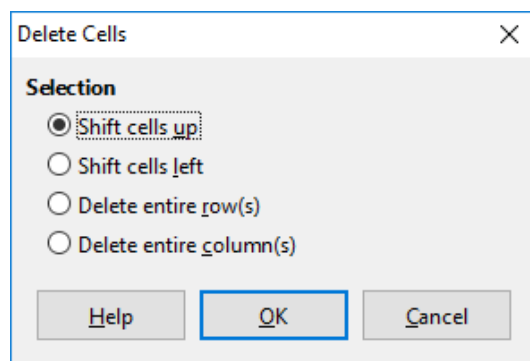 Delete Cells
Selection
Shift cells up
Shift cells left
Delete entire row(s)
Delete entire column(s)
Help OK Cancel